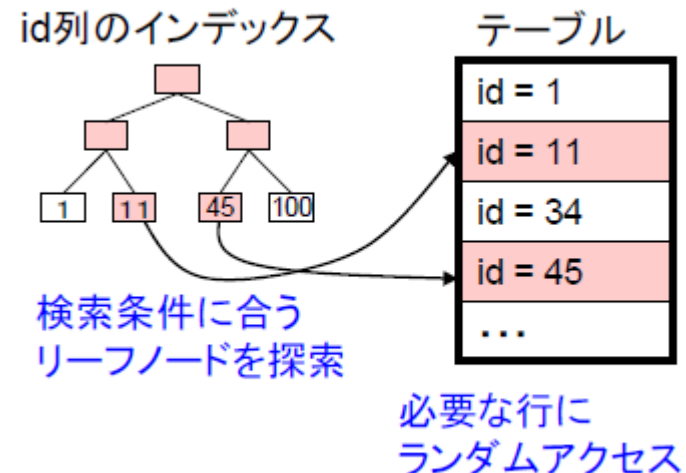 id列のインデックス
1
11
45
100
検索条件に合う
リーフノードを探索
テーブル
id = 1
id = 11
id = 34
id = 45
・・・
必要な行に
ランダムアクセス